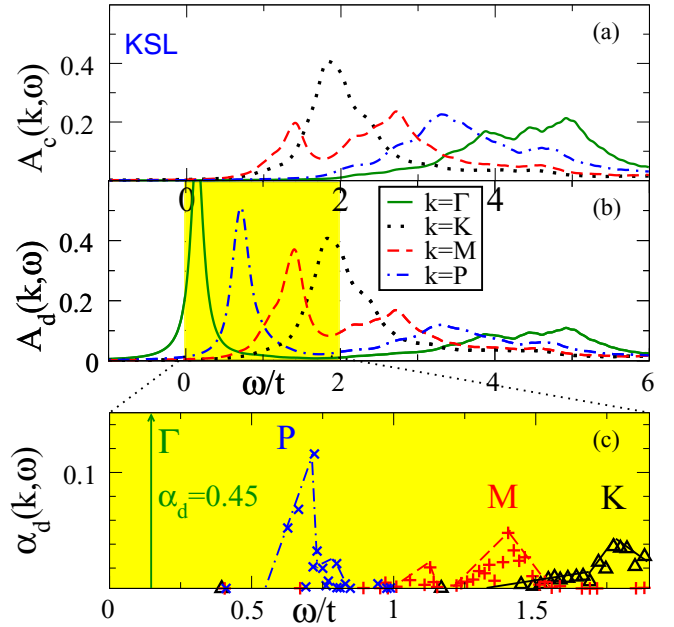 KSL
(a)
A_c(k,ω)
0.4
0.2
0 2 4
(b)
A_d(k,ω)
0.4
0.2
0
k=Γ
k=K
k=M
k=P
0 2 4 6
ω/t
(c)
α_d(k,ω)
0.1
Γ
α_d=0.45
P
M
K
0 0.5 1 1.5
ω/t